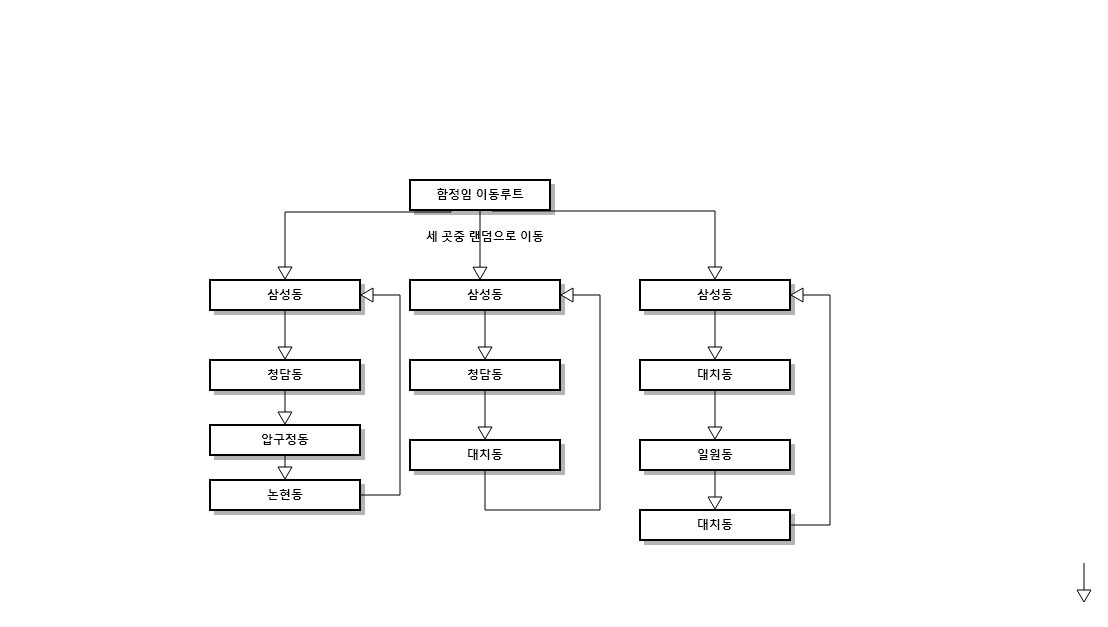 함정임 이동루트
세 곳중 랜덤으로 이동
삼성동
청담동
압구정동
논현동
삼성동
청담동
대치동
삼성동
대치동
일원동
대치동